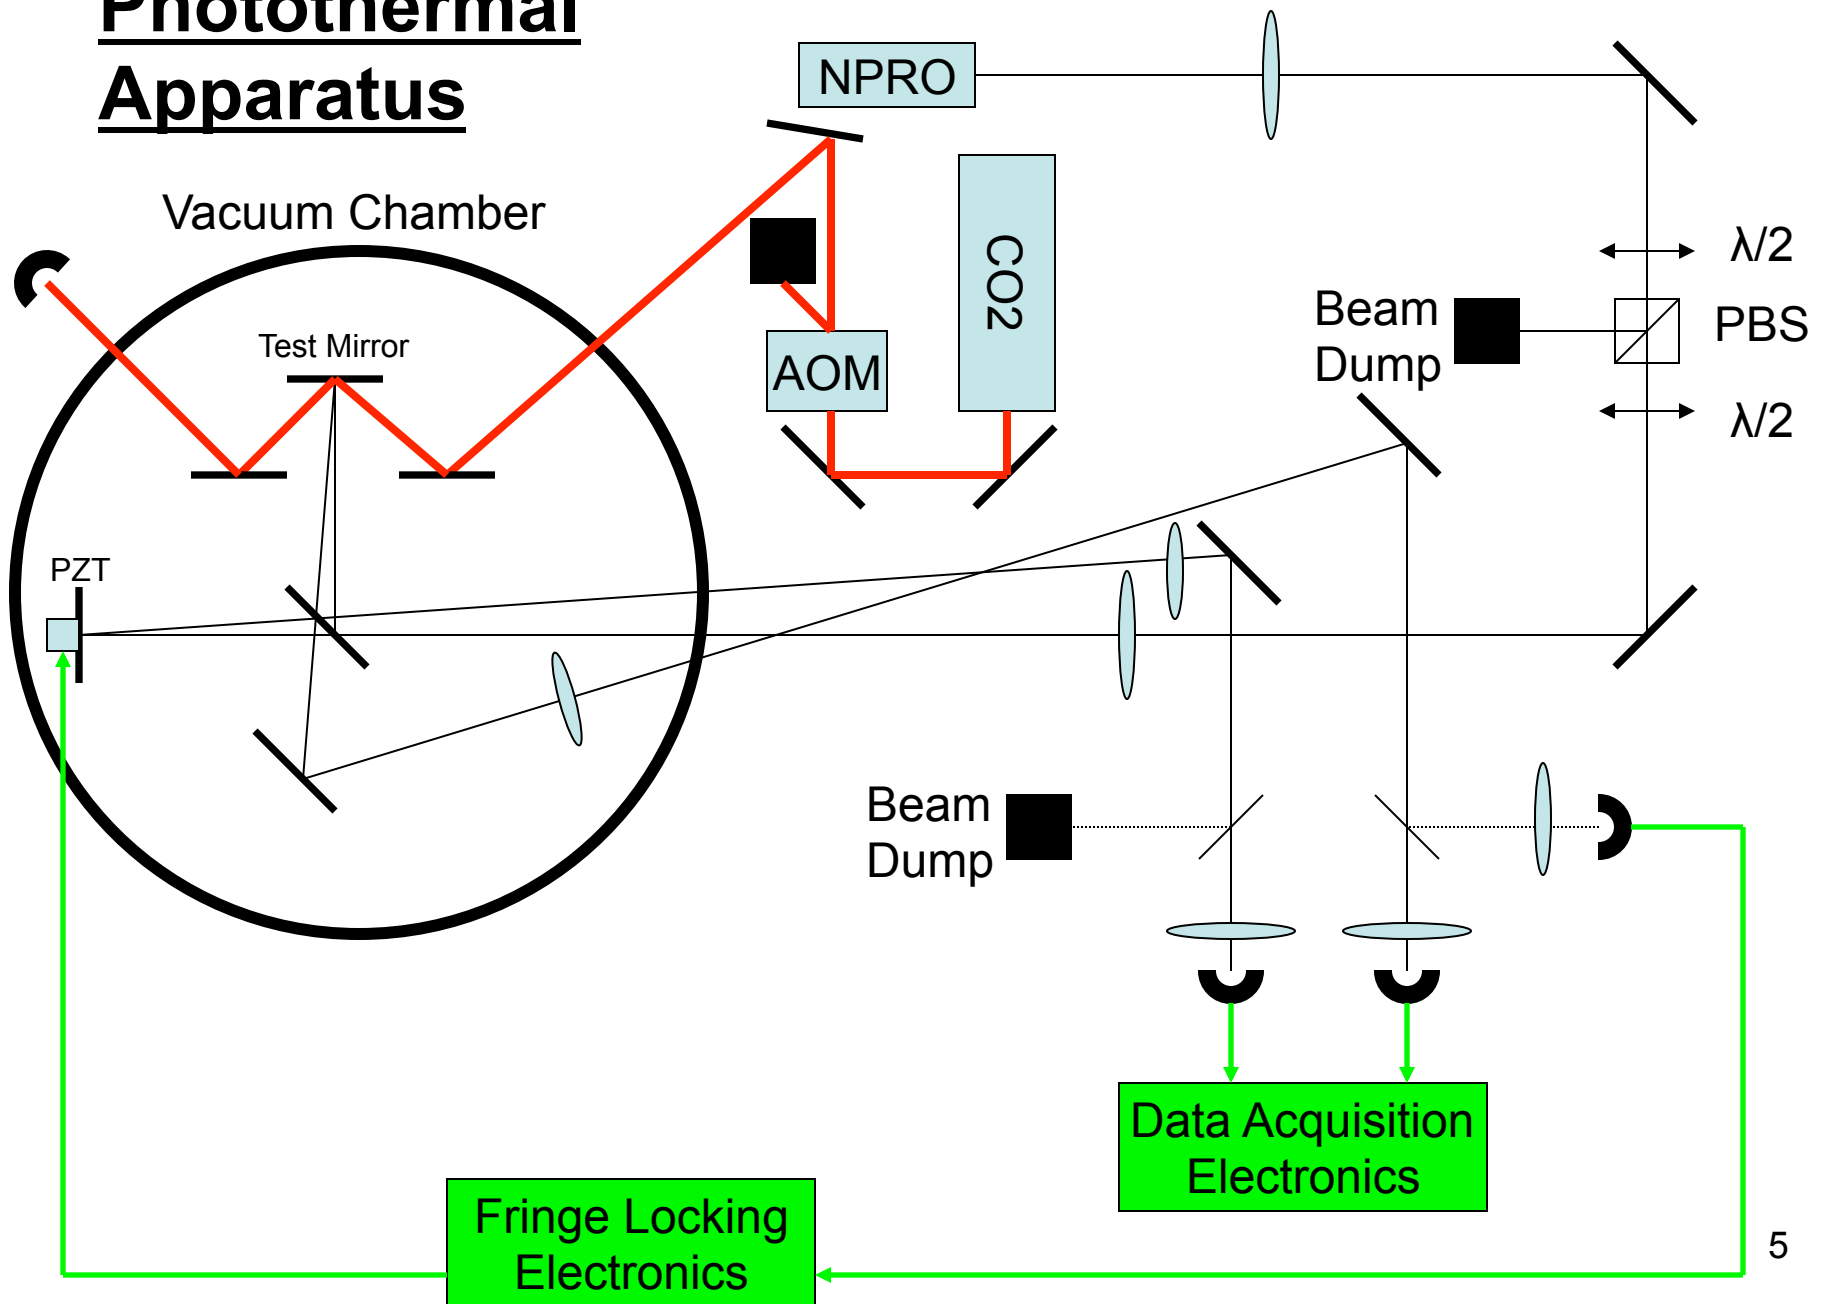 Photothermal
Apparatus
NPRO
Vacuum Chamber
CO2
λ/2
Beam
Dump
PBS
Test Mirror
AOM
λ/2
PZT
Beam
Dump
Data Acquisition
Electronics
Fringe Locking
Electronics
5